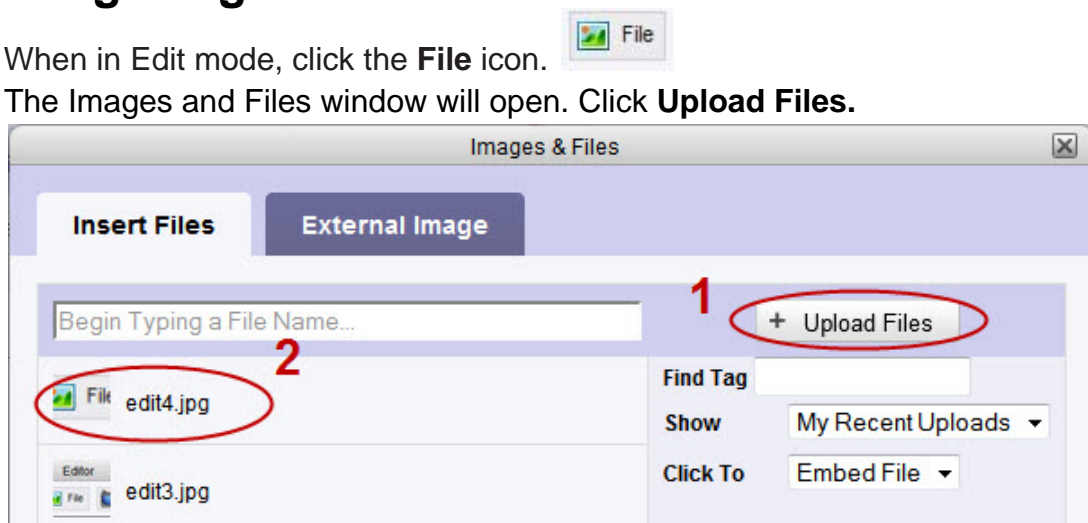 When in Edit mode, click the File icon. File
The Images and Files window will open. Click Upload Files.
Images & Files
Insert Files External Image
Begin Typing a File Name...
1
+ Upload Files
2
File edit4.jpg
Find Tag
Show My Recent Uploads
Click To Embed File
Editor
File
edit3.jpg